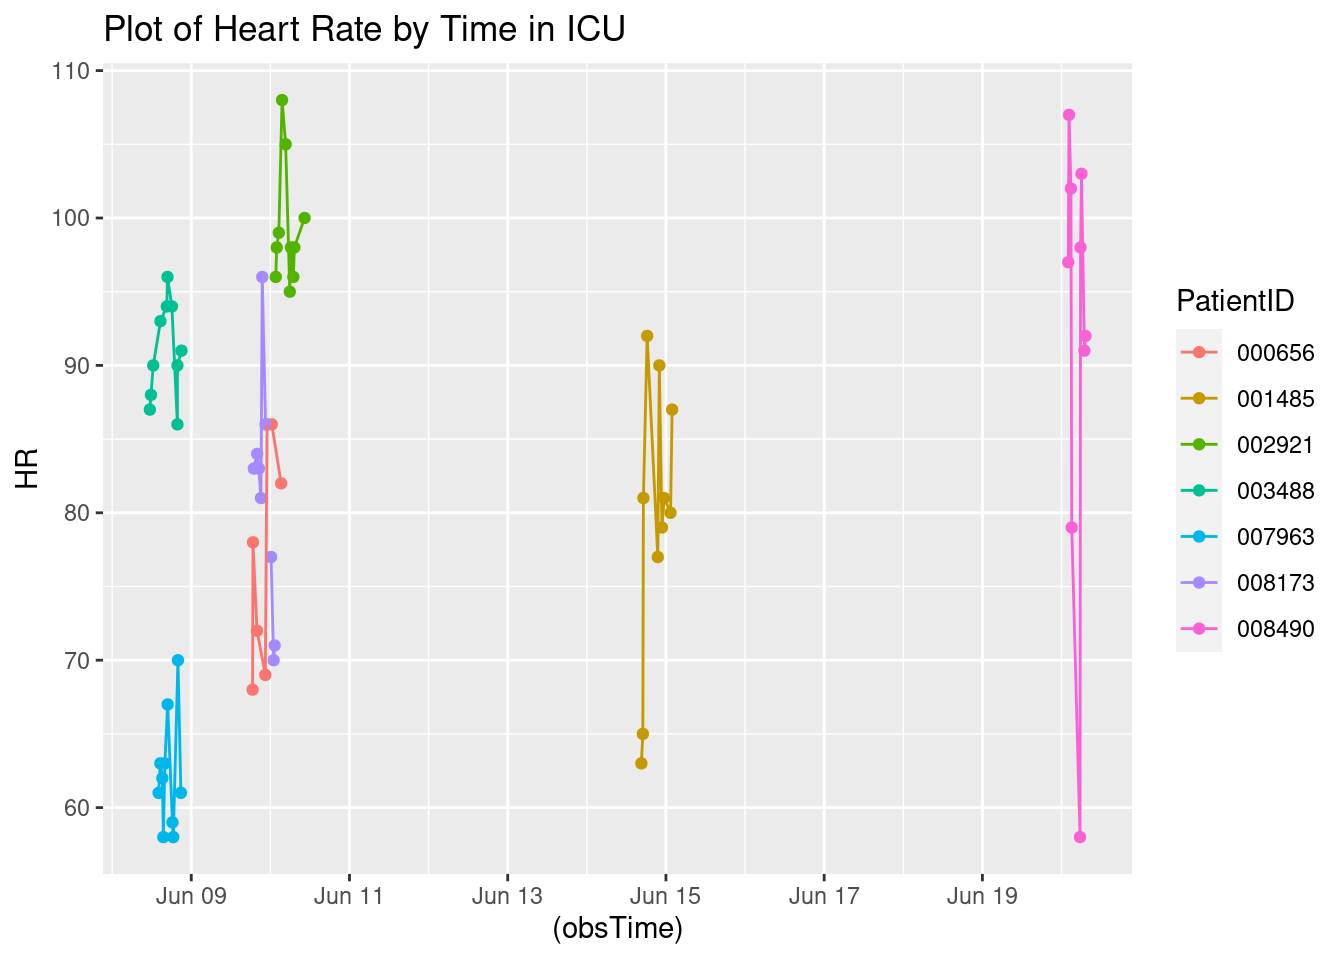 Plot of Heart Rate by Time in ICU
110
100
90
80
70
60
HR
Jun 09 Jun 11 Jun 13 Jun 15 Jun 17 Jun 19
(obsTime)
PatientID
000656
001485
002921
003488
007963
008173
008490